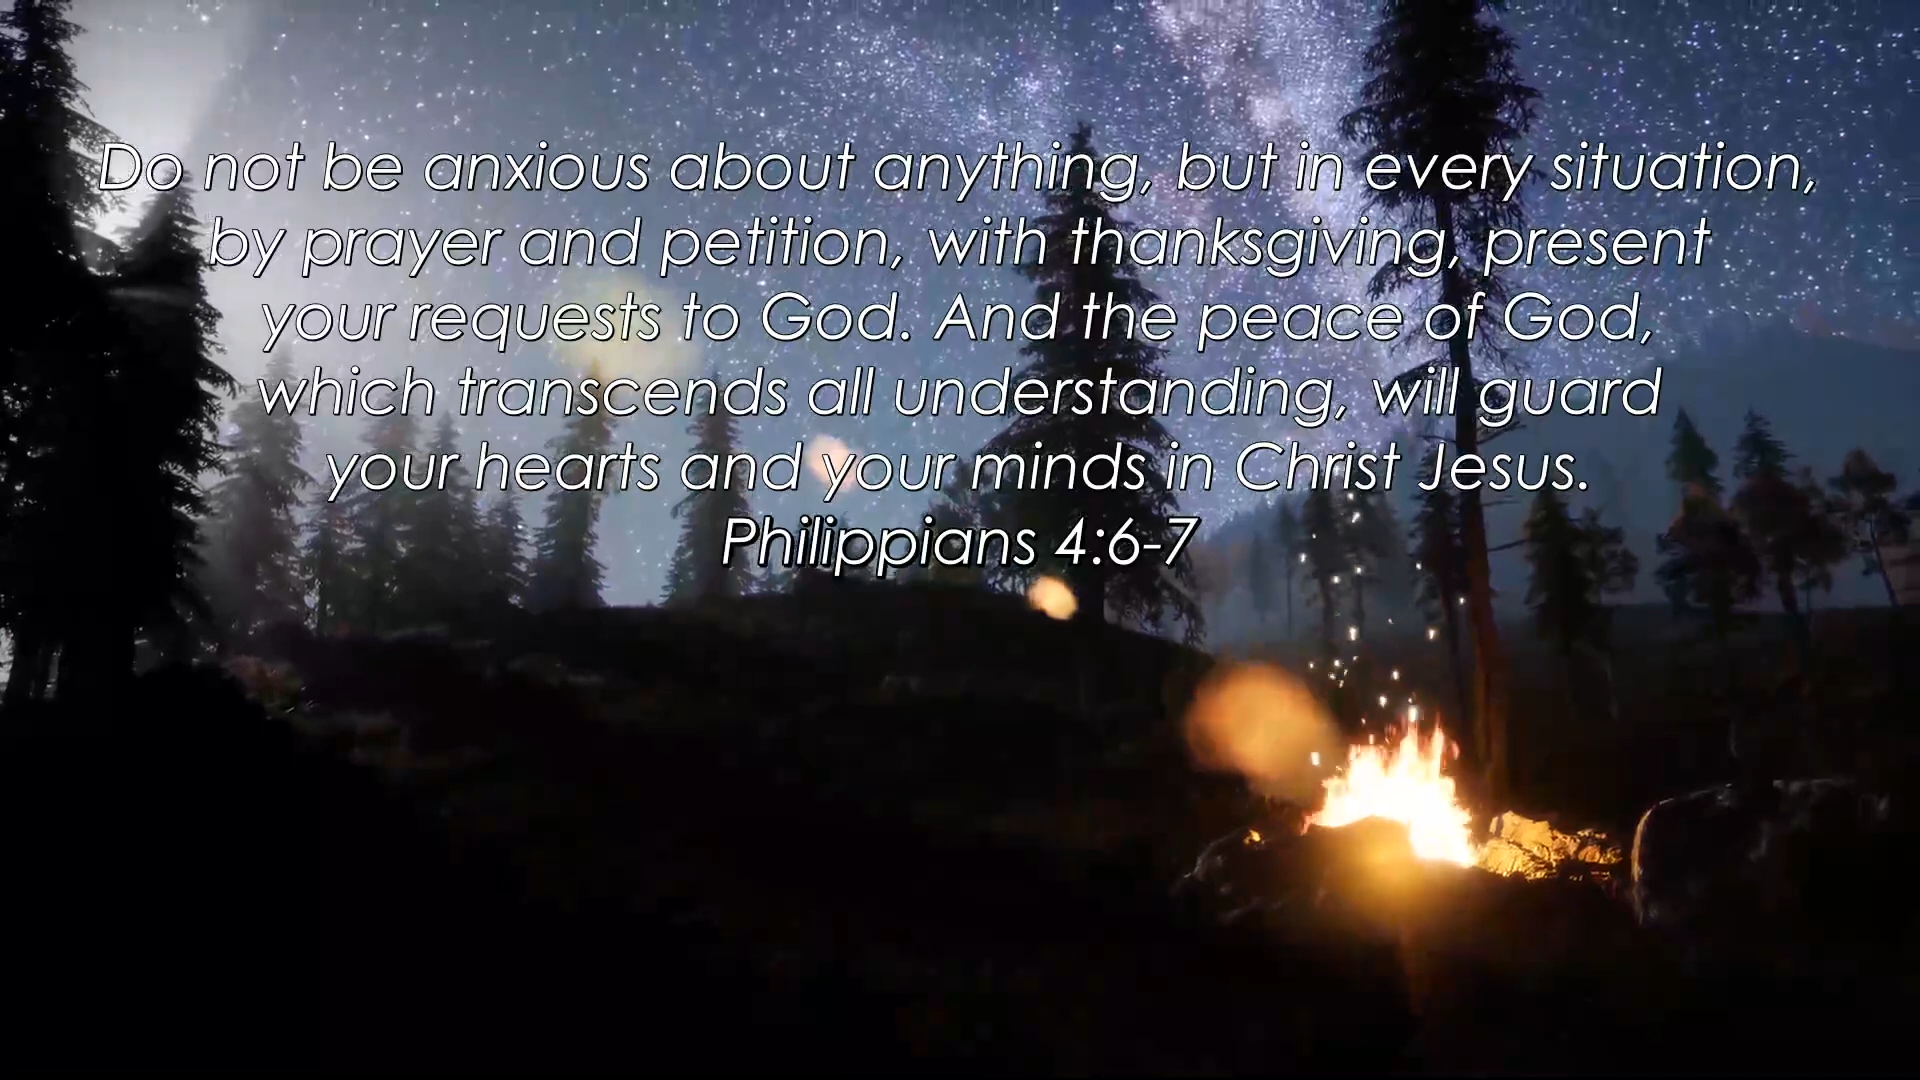 Do not be anxious about anything, but in every situation,
by prayer and petition, with thanksgiving, present
your requests to God. And the peace of God,
which transcends all understanding, will guard
your hearts and your minds in Christ Jesus.
Philippians 4:6-7